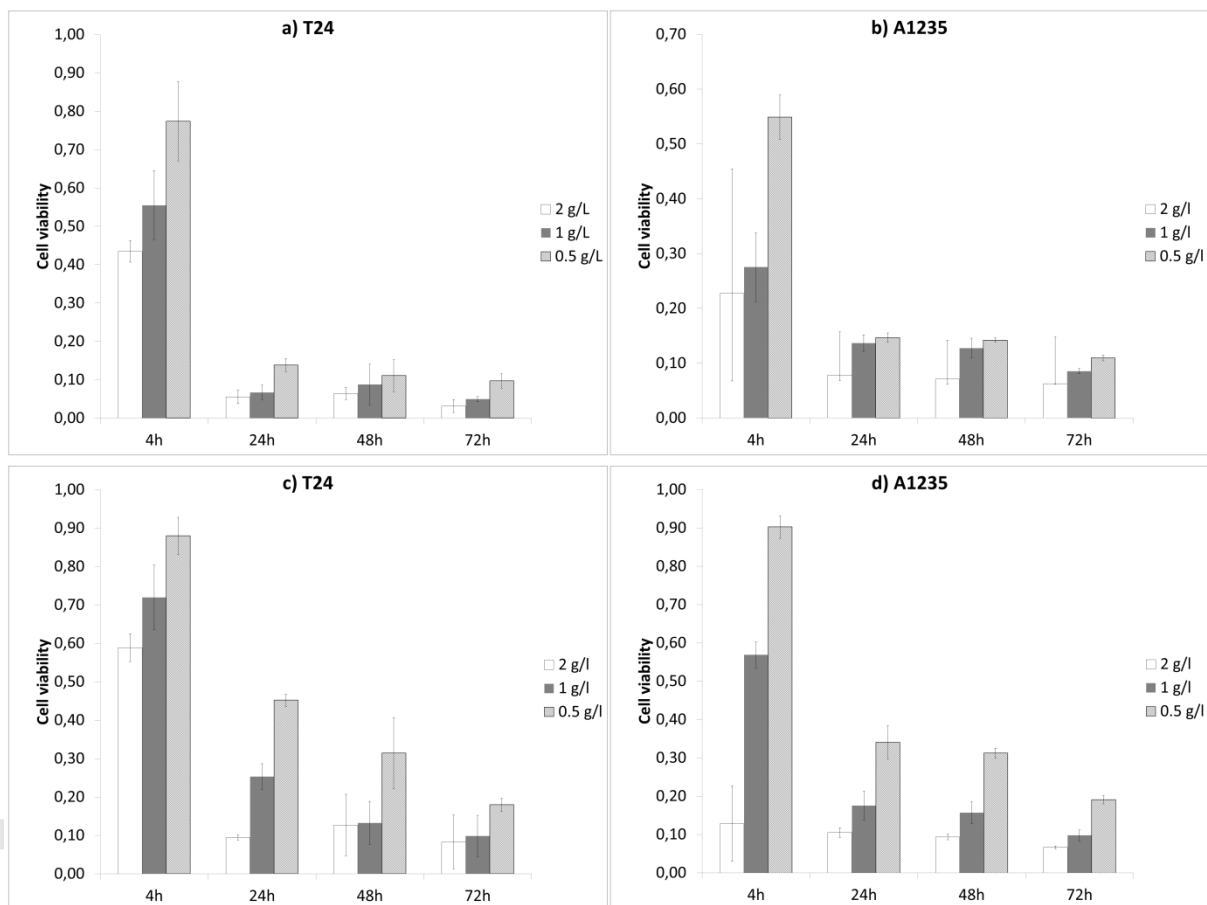 a) T24
1,00
0,90
0,80
0,70
0,60
0,50
0,40
0,30
0,20
0,10
0,00
Cell viability
4h 24h 48h 72h
2 g/L
1 g/L
0.5 g/L
b) A1235
0,70
0,60
0,50
0,40
0,30
0,20
0,10
0,00
Cell viability
4h 24h 48h 72h
2 g/l
1 g/l
0.5 g/l
c) T24
1,00
0,90
0,80
0,70
0,60
0,50
0,40
0,30
0,20
0,10
0,00
Cell viability
4h 24h 48h 72h
2 g/l
1 g/l
0.5 g/l
d) A1235
1,00
0,90
0,80
0,70
0,60
0,50
0,40
0,30
0,20
0,10
0,00
Cell viability
4h 24h 48h 72h
2 g/l
1 g/l
0.5 g/l